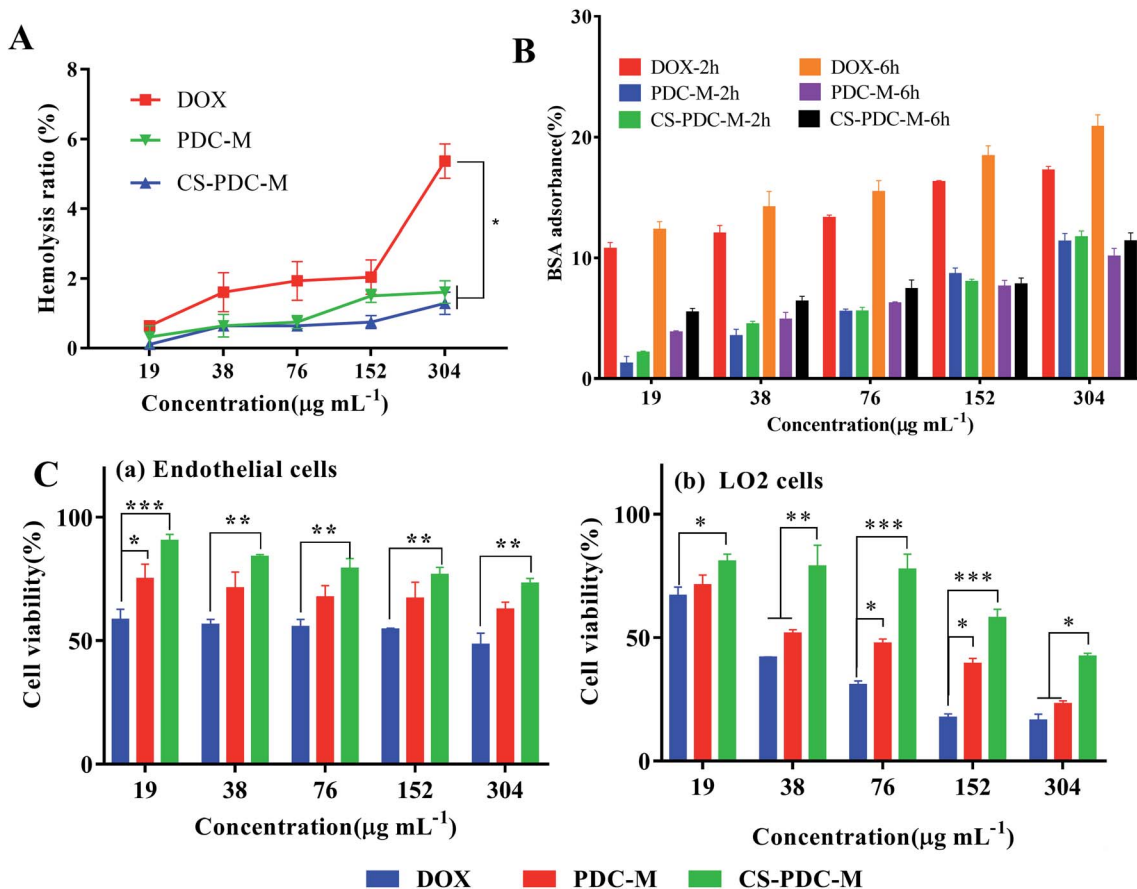 A
Hemolysis ratio (%)
8
6
4
2
0
DOX
PDC-M
CS-PDC-M
*
19 38 76 152 304
Concentration(μg mL⁻¹)
B
BSA adsorbance(%)
30
20
10
0
DOX-2h DOX-6h
PDC-M-2h PDC-M-6h
CS-PDC-M-2h CS-PDC-M-6h
19 38 76 152 304
Concentration(μg mL⁻¹)
C
(a) Endothelial cells
Cell viability(%)
100
50
0
***
*
**
**
**
**
19 38 76 152 304
Concentration(μg mL⁻¹)
(b) LO2 cells
Cell viability(%)
100
50
0
*
**
***
*
***
*
*
19 38 76 152 304
Concentration(μg mL⁻¹)
DOX PDC-M CS-PDC-M